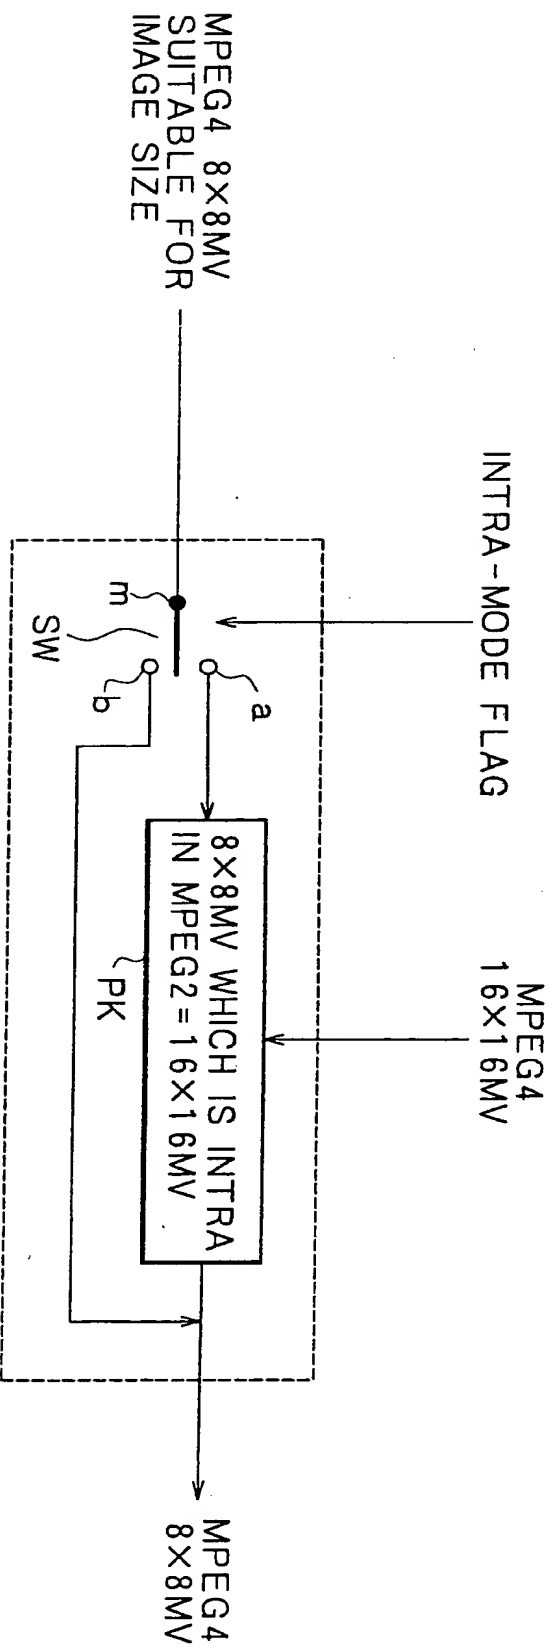 INTRA-MODE FLAG
MPEG4
16×16MV
MPEG4 8×8MV
SUITABLE FOR
IMAGE SIZE
m
SW
a
b
8×8MV WHICH IS INTRA
IN MPEG2=16×16MV
PK
MPEG4
8×8MV